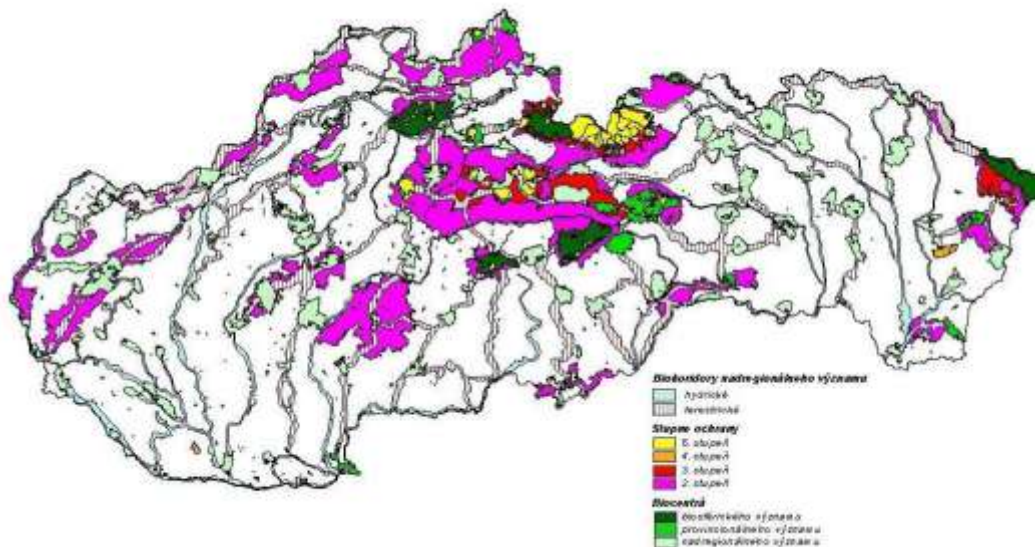 Biokoridory nadregionálneho významu
hydrické
terestrické
Stupne ochrany
5. stupeň
4. stupeň
3. stupeň
2. stupeň
Biocentrá
biosférického významu
provincionálneho významu
nadregionálneho významu